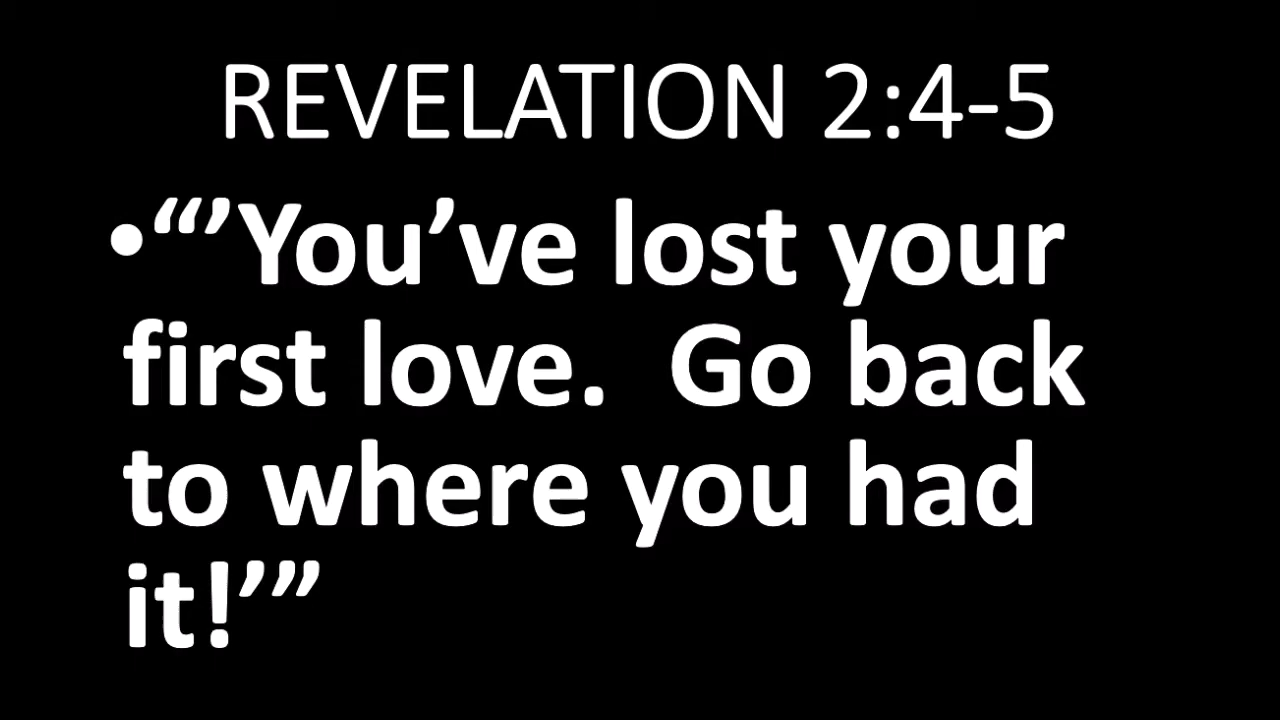 REVELATION 2:4-5
•“’You’ve lost your
first love.  Go back
to where you had
it!’”